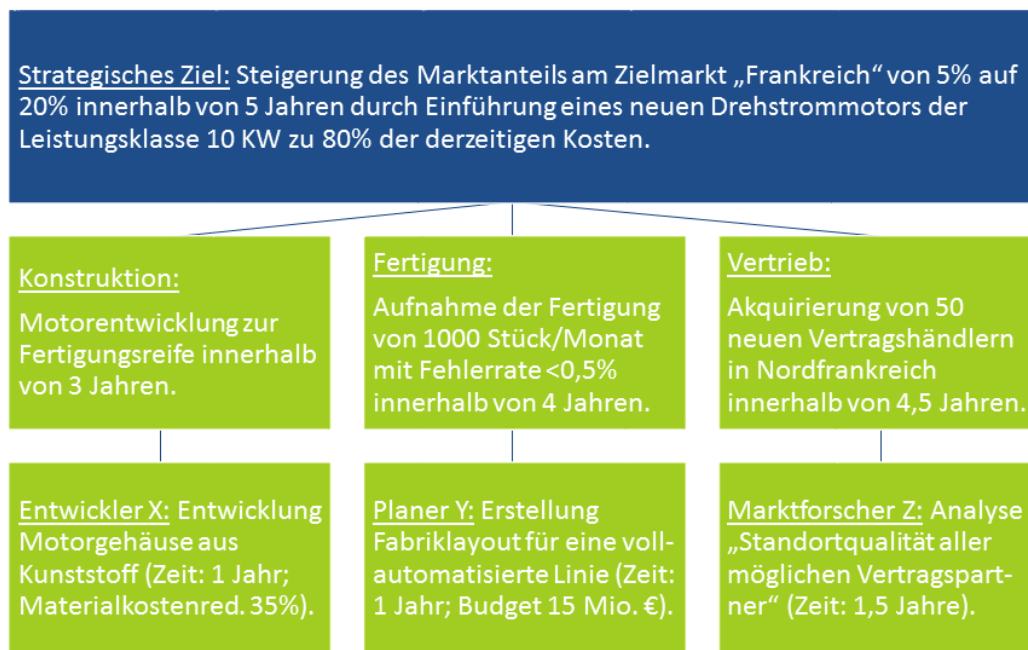 Strategisches Ziel: Steigerung des Marktanteils am Zielmarkt „Frankreich“ von 5% auf
20% innerhalb von 5 Jahren durch Einführung eines neuen Drehstrommotors der
Leistungsklasse 10 KW zu 80% der derzeitigen Kosten.
Konstruktion:
Motorentwicklung zur
Fertigungsreife innerhalb
von 3 Jahren.
Fertigung:
Aufnahme der Fertigung
von 1000 Stück/Monat
mit Fehlerrate <0,5%
innerhalb von 4 Jahren.
Vertrieb:
Akquirierung von 50
neuen Vertragshändlern
in Nordfrankreich
innerhalb von 4,5 Jahren.
Entwickler X: Entwicklung
Motorgehäuse aus
Kunststoff (Zeit: 1 Jahr;
Materialkostenred. 35%).
Planer Y: Erstellung
Fabriklayout für eine voll-
automatisierte Linie (Zeit:
1 Jahr; Budget 15 Mio. €).
Marktforscher Z: Analyse
„Standortqualität aller
möglichen Vertragspart-
ner“ (Zeit: 1,5 Jahre).